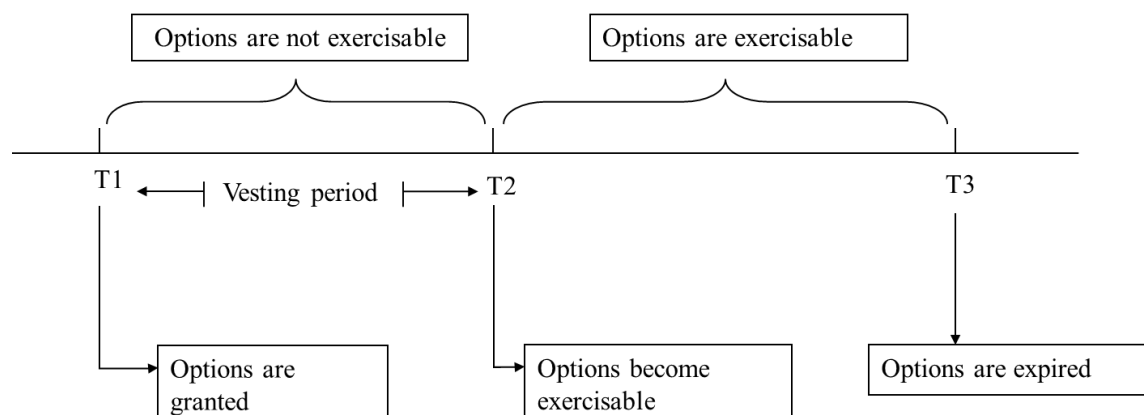 Options are not exercisable
Options are exercisable
T1
Vesting period
T2
T3
Options are
granted
Options become
exercisable
Options are expired